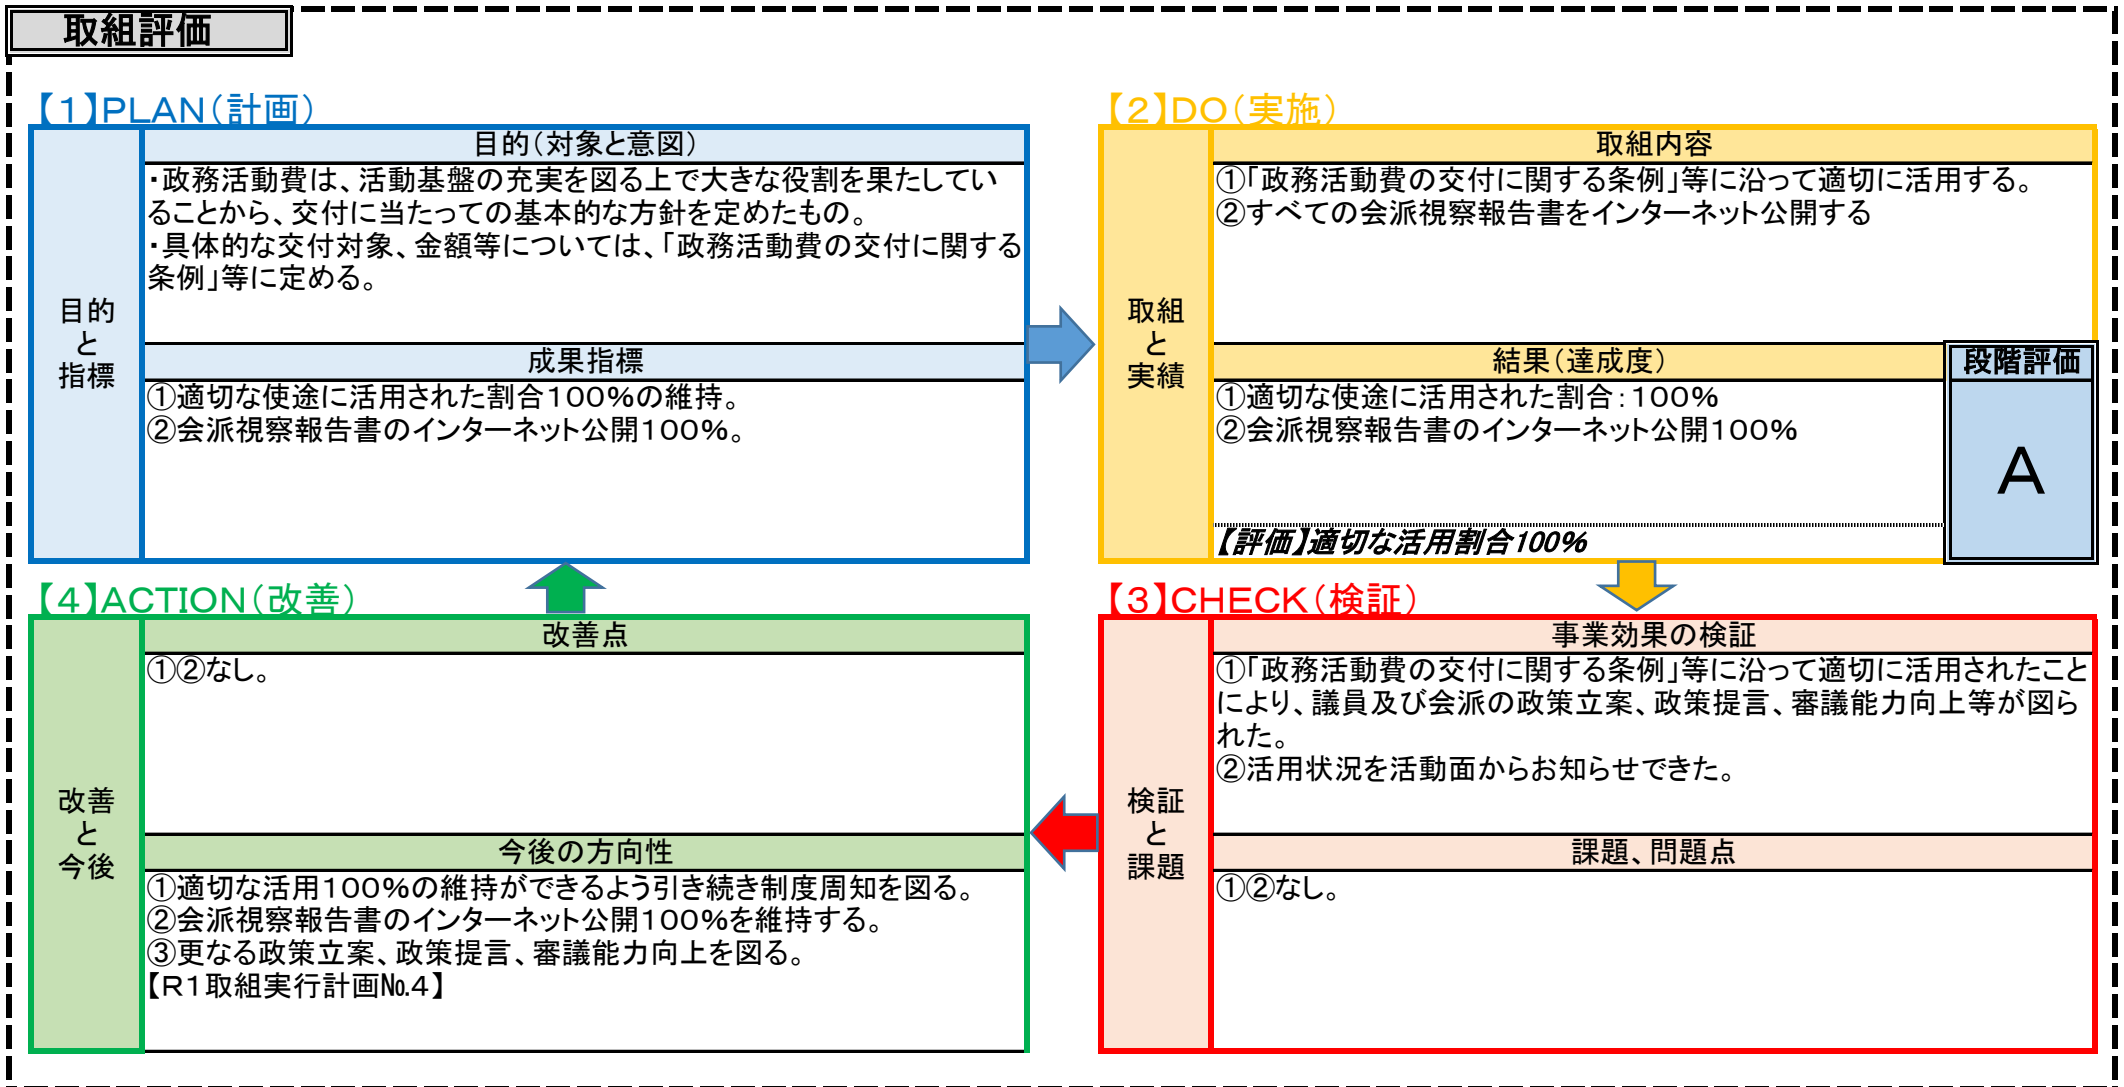 取組評価
【1】PLAN(計画)
目的
と
指標
目的(対象と意図)
・政務活動費は、活動基盤の充実を図る上で大きな役割を果たしてい
ることから、交付に当たっての基本的な方針を定めたもの。
・具体的な交付対象、金額等については、「政務活動費の交付に関する
条例」等に定める。
成果指標
①適切な使途に活用された割合100%の維持。
②会派視察報告書のインターネット公開100%。
【2】DO(実施)
取組
と
実績
取組内容
①「政務活動費の交付に関する条例」等に沿って適切に活用する。
②すべての会派視察報告書をインターネット公開する
結果(達成度)
①適切な使途に活用された割合:100%
②会派視察報告書のインターネット公開100%
【評価】適切な活用割合100%
段階評価
A
【3】CHECK(検証)
検証
と
課題
事業効果の検証
①「政務活動費の交付に関する条例」等に沿って適切に活用されたこと
により、議員及び会派の政策立案、政策提言、審議能力向上等が図ら
れた。
②活用状況を活動面からお知らせできた。
課題、問題点
①②なし。
【4】ACTION(改善)
改善
と
今後
改善点
①②なし。
今後の方向性
①適切な活用100%の維持ができるよう引き続き制度周知を図る。
②会派視察報告書のインターネット公開100%を維持する。
③更なる政策立案、政策提言、審議能力向上を図る。
【R1取組実行計画№4】